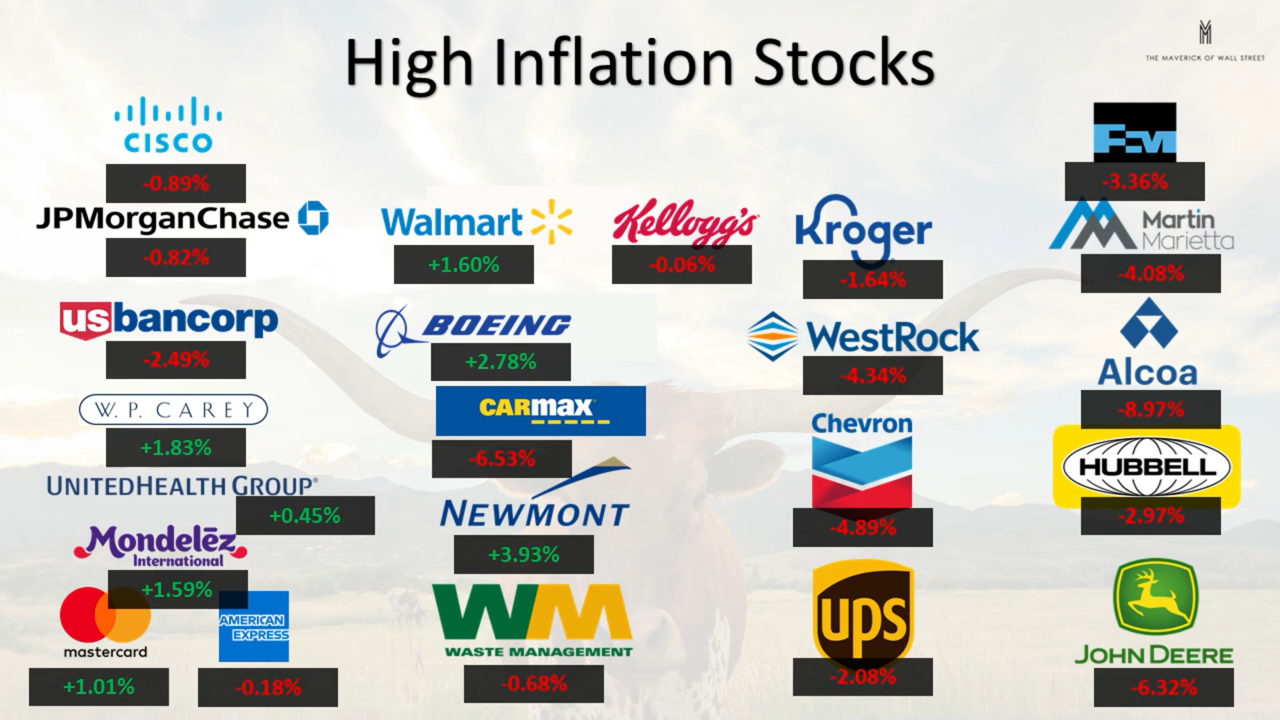 High Inflation Stocks
THE MAVERICK OF WALL STREET
CISCO
-0.89%
JPMorganChase
-0.82%
usbancorp
-2.49%
W. P. CAREY
+1.83%
UNITEDHEALTH GROUP®
+0.45%
Mondelēz
International
+1.59%
mastercard
+1.01%
AMERICAN
EXPRESS
-0.18%
Walmart
+1.60%
Kellogg's
-0.06%
BOEING
+2.78%
CARMAX
-6.53%
NEWMONT
+3.93%
WM
WASTE MANAGEMENT
-0.68%
Kroger
-1.64%
WestRock
-4.34%
Chevron
-4.89%
ups
-2.08%
FCM
-3.36%
Martin
Marietta
-4.08%
Alcoa
-8.97%
HUBBELL
-2.97%
JOHN DEERE
-6.32%